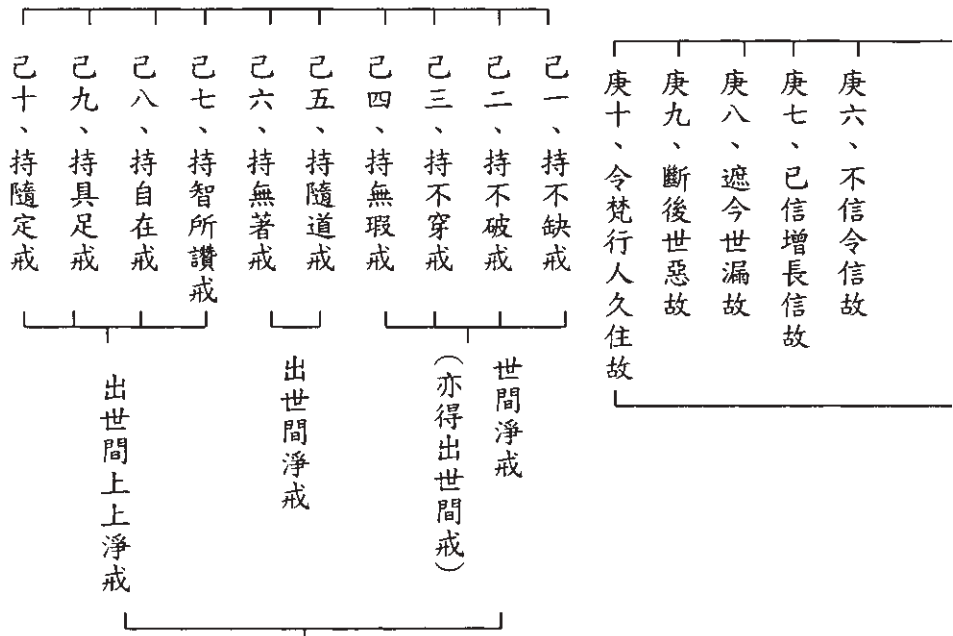 庚六、不信令信故
庚七、已信增長信故
庚八、遮今世漏故
庚九、斷後世惡故
庚十、令梵行人久住故
己一、持不缺戒
己二、持不破戒
己三、持不穿戒
己四、持無瑕戒
己五、持隨道戒
己六、持無著戒
己七、持智所讚戒
己八、持自在戒
己九、持具足戒
己十、持隨定戒
世間淨戒
（亦得出世間戒）
出世間淨戒
出世間上上淨戒